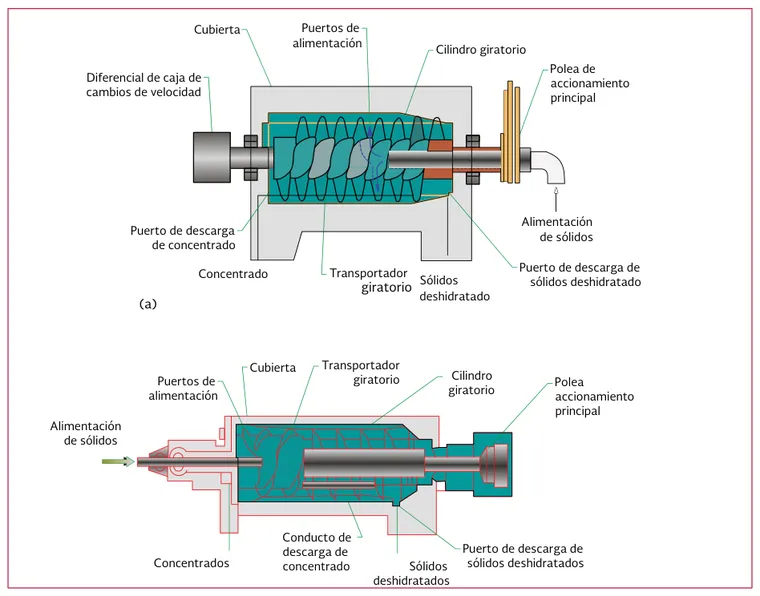 Cubierta
Puertos de
alimentación
Cilindro giratorio
Polea de
accionamiento
principal
Diferencial de caja de
cambios de velocidad
Alimentación
de sólidos
Puerto de descarga
de concentrado
Puerto de descarga de
sólidos deshidratado
Concentrado
Transportador
giratorio
Sólidos
deshidratado
(a)
Cubierta
Transportador
giratorio
Cilindro
giratorio
Puertos de
alimentación
Polea
accionamiento
principal
Alimentación
de sólidos
Conducto de
descarga de
concentrado
Puerto de descarga de
sólidos deshidratados
Concentrados
Sólidos
deshidratados